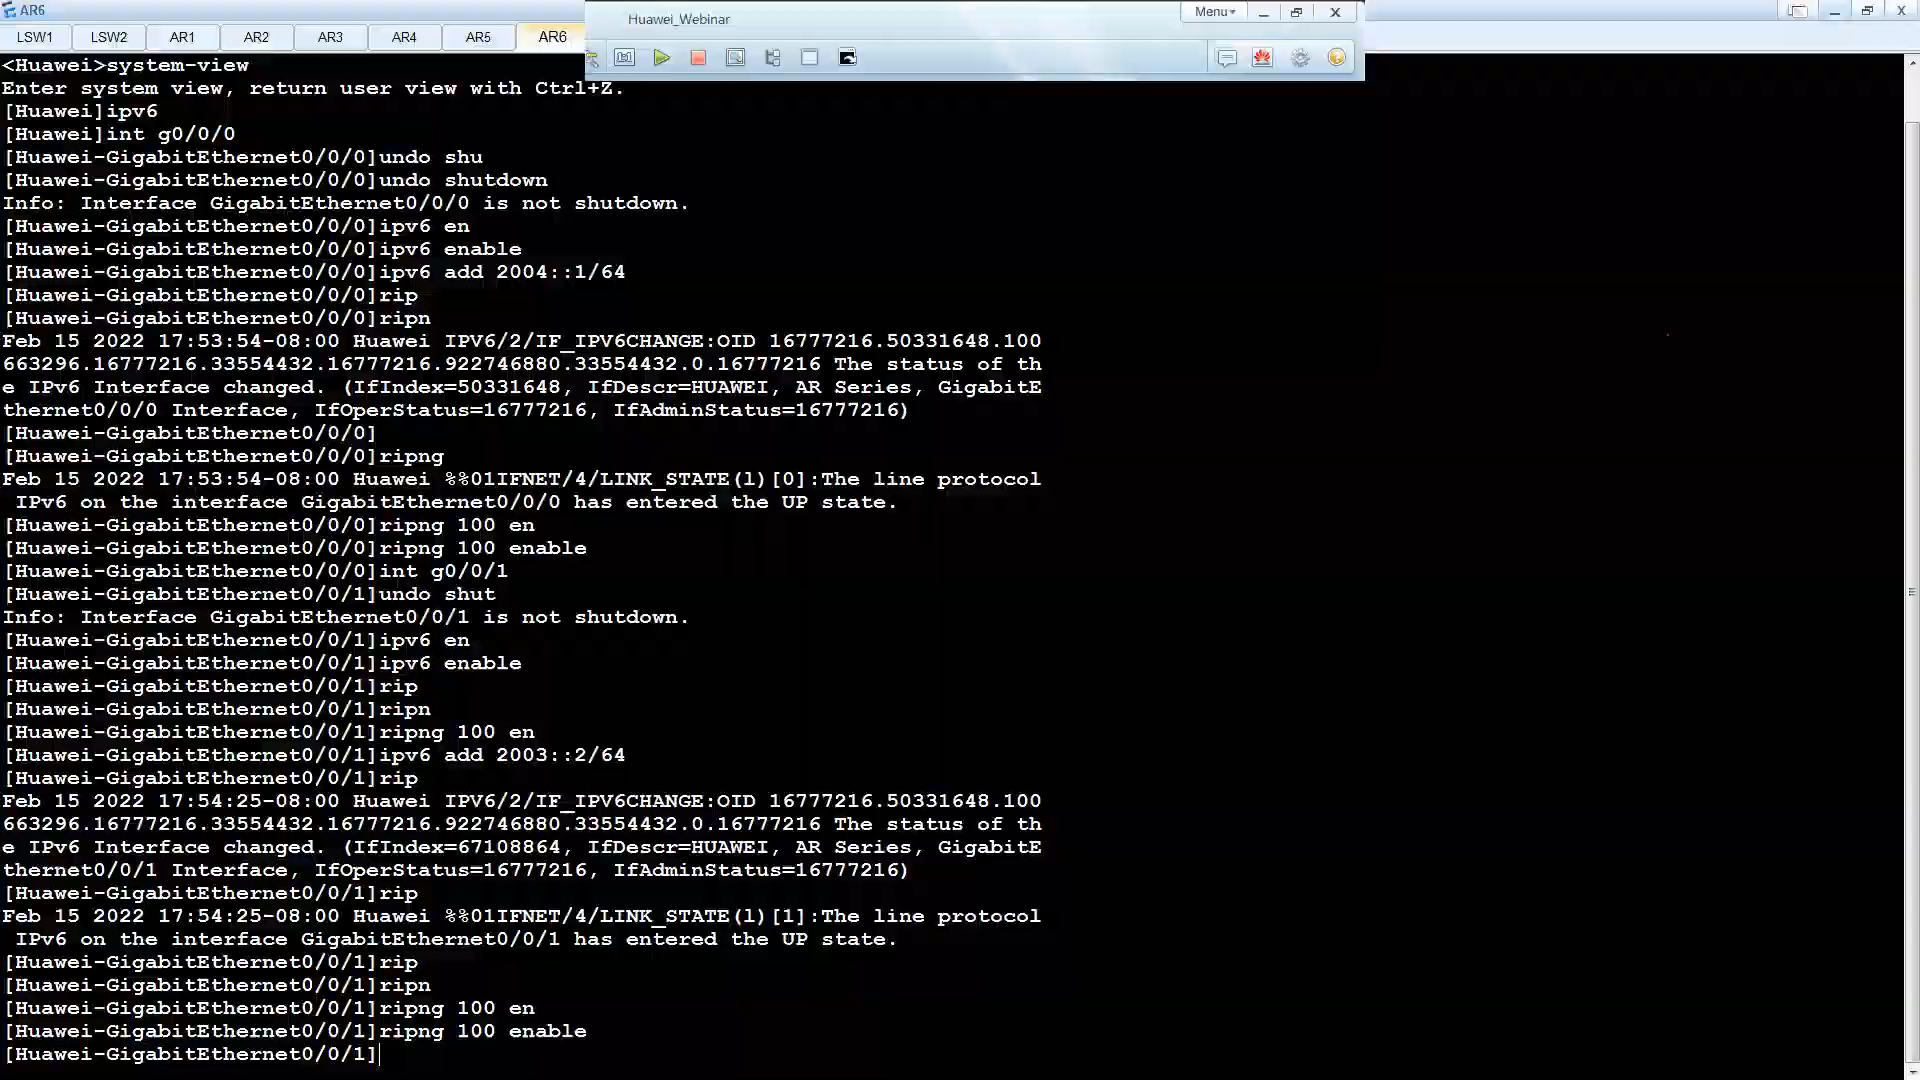 AR6
Huawei_Webinar
Menu
LSW1 LSW2 AR1 AR2 AR3 AR4 AR5 AR6
<Huawei>system-view
Enter system view, return user view with Ctrl+Z.
[Huawei]ipv6
[Huawei]int g0/0/0
[Huawei-GigabitEthernet0/0/0]undo shu
[Huawei-GigabitEthernet0/0/0]undo shutdown
Info: Interface GigabitEthernet0/0/0 is not shutdown.
[Huawei-GigabitEthernet0/0/0]ipv6 en
[Huawei-GigabitEthernet0/0/0]ipv6 enable
[Huawei-GigabitEthernet0/0/0]ipv6 add 2004::1/64
[Huawei-GigabitEthernet0/0/0]rip
[Huawei-GigabitEthernet0/0/0]ripn
Feb 15 2022 17:53:54-08:00 Huawei IPV6/2/IF_IPV6CHANGE:OID 16777216.50331648.100
663296.16777216.33554432.16777216.922746880.33554432.0.16777216 The status of th
e IPv6 Interface changed. (IfIndex=50331648, IfDescr=HUAWEI, AR Series, GigabitE
thernet0/0/0 Interface, IfOperStatus=16777216, IfAdminStatus=16777216)
[Huawei-GigabitEthernet0/0/0]
[Huawei-GigabitEthernet0/0/0]ripng
Feb 15 2022 17:53:54-08:00 Huawei %%01IFNET/4/LINK_STATE(l)[0]:The line protocol
 IPv6 on the interface GigabitEthernet0/0/0 has entered the UP state.
[Huawei-GigabitEthernet0/0/0]ripng 100 en
[Huawei-GigabitEthernet0/0/0]ripng 100 enable
[Huawei-GigabitEthernet0/0/0]int g0/0/1
[Huawei-GigabitEthernet0/0/1]undo shut
Info: Interface GigabitEthernet0/0/1 is not shutdown.
[Huawei-GigabitEthernet0/0/1]ipv6 en
[Huawei-GigabitEthernet0/0/1]ipv6 enable
[Huawei-GigabitEthernet0/0/1]rip
[Huawei-GigabitEthernet0/0/1]ripn
[Huawei-GigabitEthernet0/0/1]ripng 100 en
[Huawei-GigabitEthernet0/0/1]ipv6 add 2003::2/64
[Huawei-GigabitEthernet0/0/1]rip
Feb 15 2022 17:54:25-08:00 Huawei IPV6/2/IF_IPV6CHANGE:OID 16777216.50331648.100
663296.16777216.33554432.16777216.922746880.33554432.0.16777216 The status of th
e IPv6 Interface changed. (IfIndex=67108864, IfDescr=HUAWEI, AR Series, GigabitE
thernet0/0/1 Interface, IfOperStatus=16777216, IfAdminStatus=16777216)
[Huawei-GigabitEthernet0/0/1]rip
Feb 15 2022 17:54:25-08:00 Huawei %%01IFNET/4/LINK_STATE(l)[1]:The line protocol
 IPv6 on the interface GigabitEthernet0/0/1 has entered the UP state.
[Huawei-GigabitEthernet0/0/1]rip
[Huawei-GigabitEthernet0/0/1]ripn
[Huawei-GigabitEthernet0/0/1]ripng 100 en
[Huawei-GigabitEthernet0/0/1]ripng 100 enable
[Huawei-GigabitEthernet0/0/1]